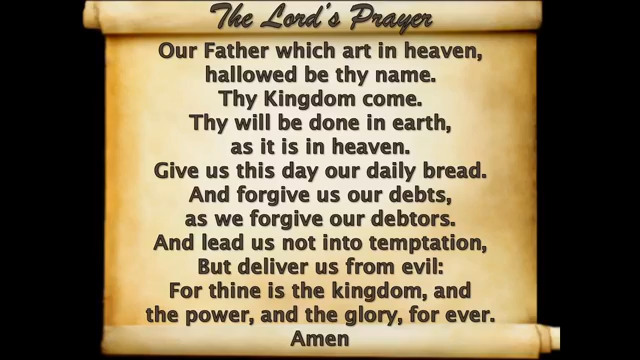 The Lord's Prayer
Our Father which art in heaven,
hallowed be thy name.
Thy Kingdom come.
Thy will be done in earth,
as it is in heaven.
Give us this day our daily bread.
And forgive us our debts,
as we forgive our debtors.
And lead us not into temptation,
But deliver us from evil:
For thine is the kingdom, and
the power, and the glory, for ever.
Amen